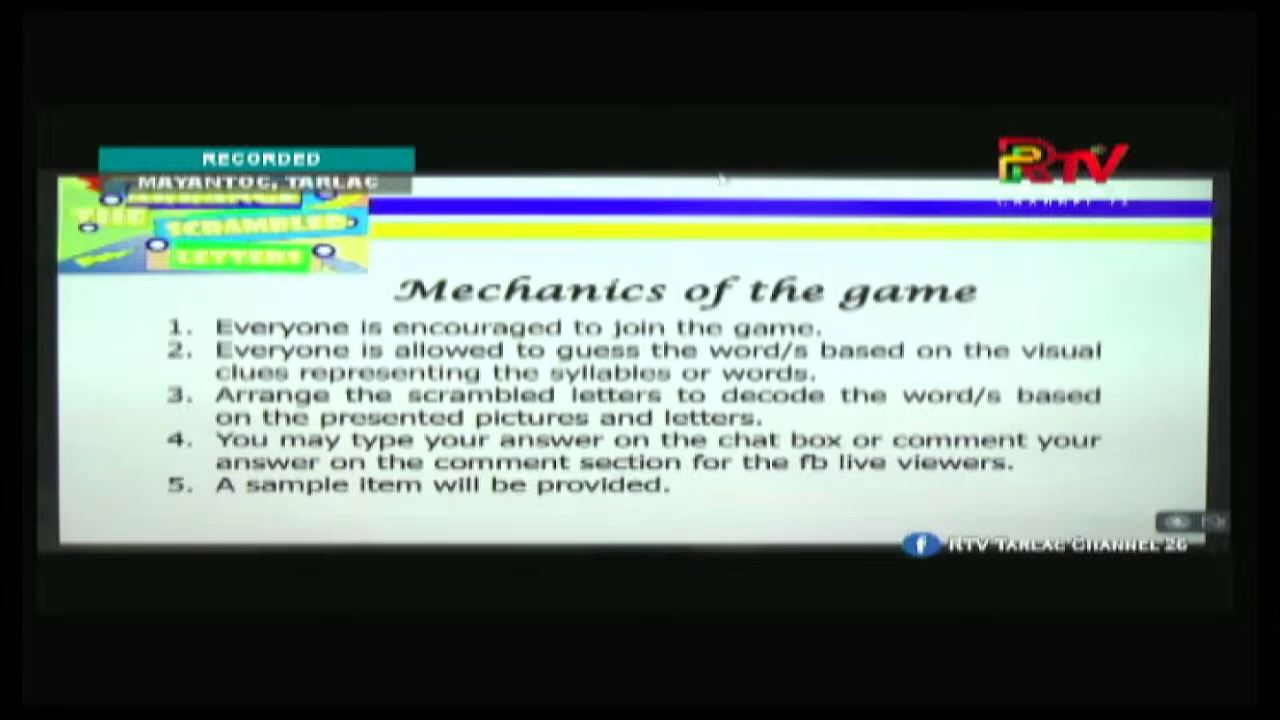 RECORDED
MAYANTOC, TARLAC
RTV
THE
SCRAMBLED
LETTERS
Mechanics of the game
1. Everyone is encouraged to join the game.
2. Everyone is allowed to guess the word/s based on the visual
clues representing the syllables or words.
3. Arrange the scrambled letters to decode the word/s based
on the presented pictures and letters.
4. You may type your answer on the chat box or comment your
answer on the comment section for the fb live viewers.
5. A sample item will be provided.
f RTV TARLAC CHANNEL 26